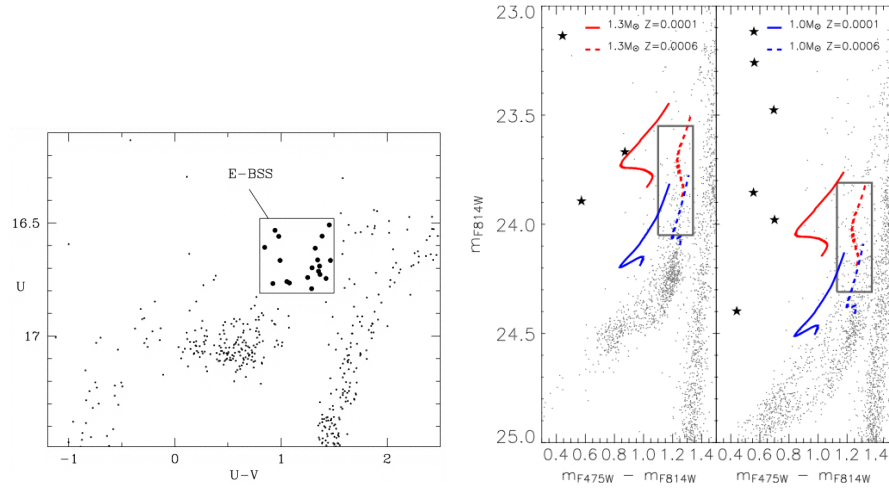 E-BSS
16.5
U
17
-1
0
1
2
U-V
23.0
23.5
24.0
24.5
25.0
mF814W
1.3M⊙ Z=0.0001
1.3M⊙ Z=0.0006
1.0M⊙ Z=0.0001
1.0M⊙ Z=0.0006
0.4 0.6 0.8 1.0 1.2 1.4
0.4 0.6 0.8 1.0 1.2 1.4
mF475W − mF814W
mF475W − mF814W